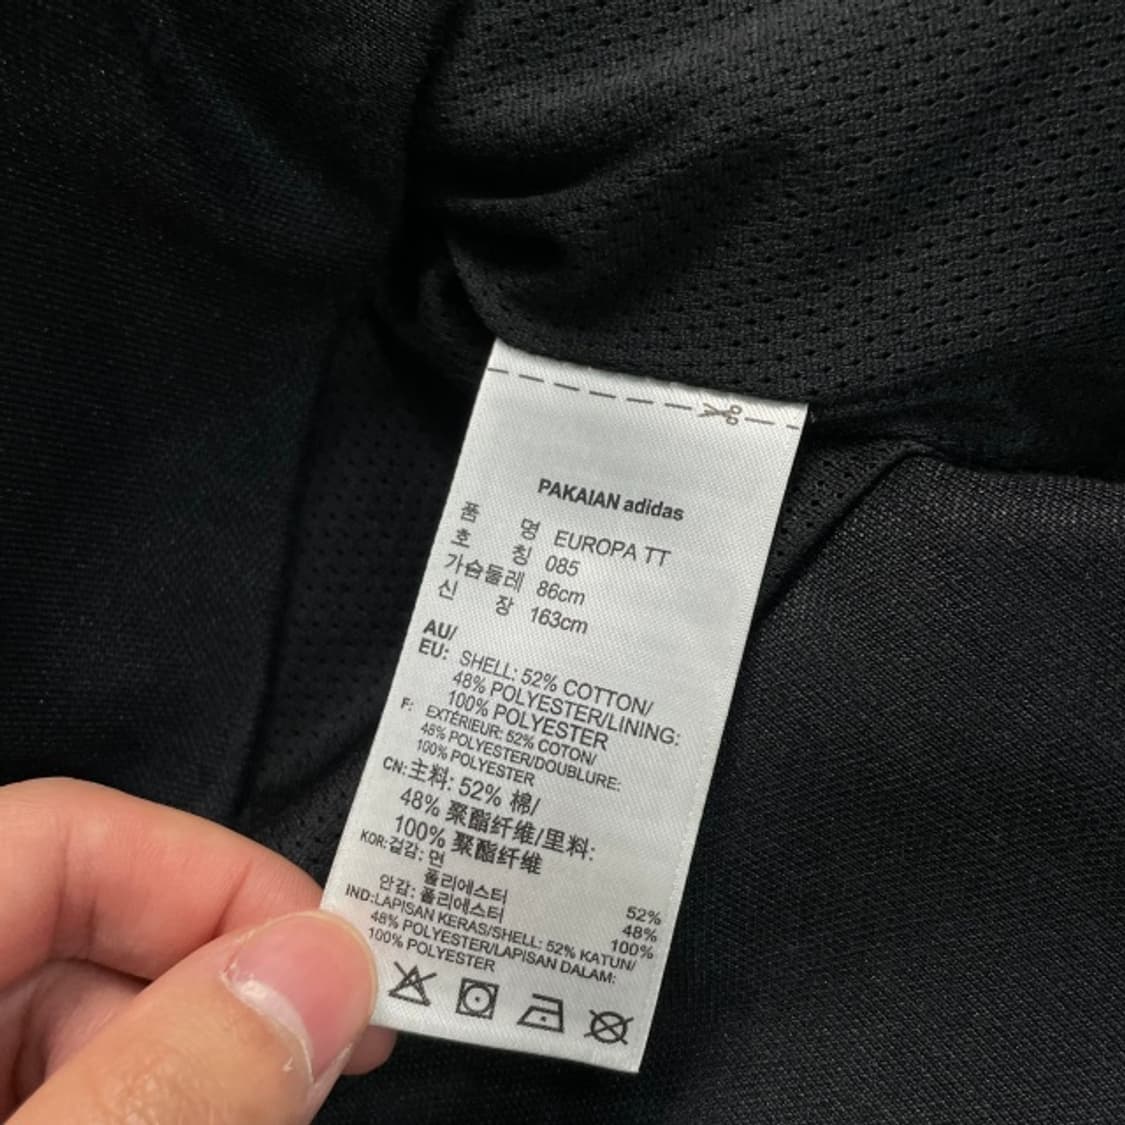 PAKAIAN adidas
품 명 EUROPA TT
호 칭 085
가슴둘레 86cm
신 장 163cm
AU/
EU: SHELL: 52% COTTON/
48% POLYESTER/LINING:
100% POLYESTER
F: EXTÉRIEUR: 52% COTON/
48% POLYESTER/DOUBLURE:
100% POLYESTER
CN:主料: 52% 棉/
48% 聚酯纤维/里料:
100% 聚酯纤维
KOR:겉감: 면 52%
폴리에스터 48%
안감: 폴리에스터 100%
IND:LAPISAN KERAS/SHELL: 52% KATUN/
48% POLYESTER/LAPISAN DALAM:
100% POLYESTER